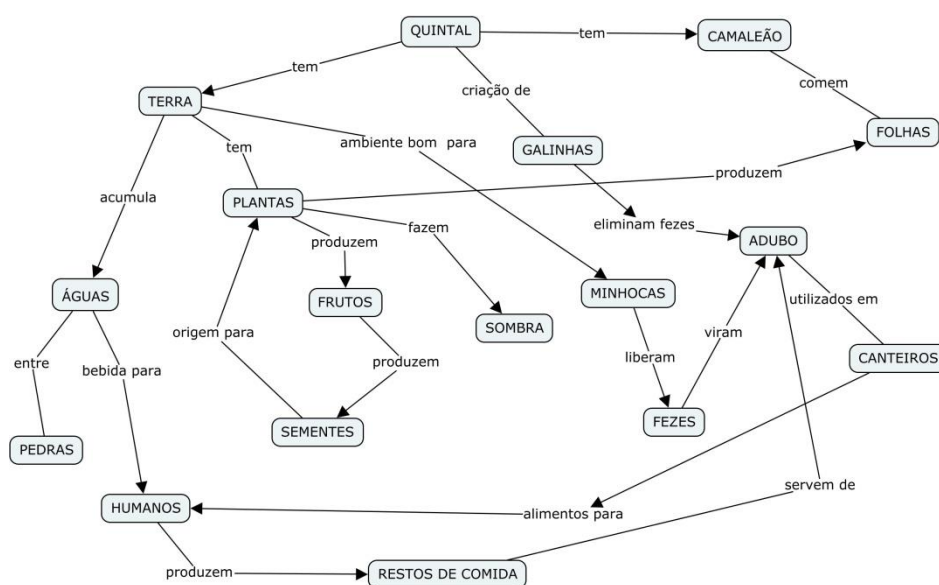 QUINTAL
tem
CAMALEÃO
tem
criação de
comem
TERRA
FOLHAS
tem
ambiente bom para
GALINHAS
produzem
acumula
PLANTAS
fazem
eliminam fezes
ADUBO
produzem
ÁGUAS
FRUTOS
MINHOCAS
utilizados em
origem para
SOMBRA
viram
entre
bebida para
produzem
liberam
CANTEIROS
PEDRAS
SEMENTES
FEZES
servem de
HUMANOS
alimentos para
produzem
RESTOS DE COMIDA